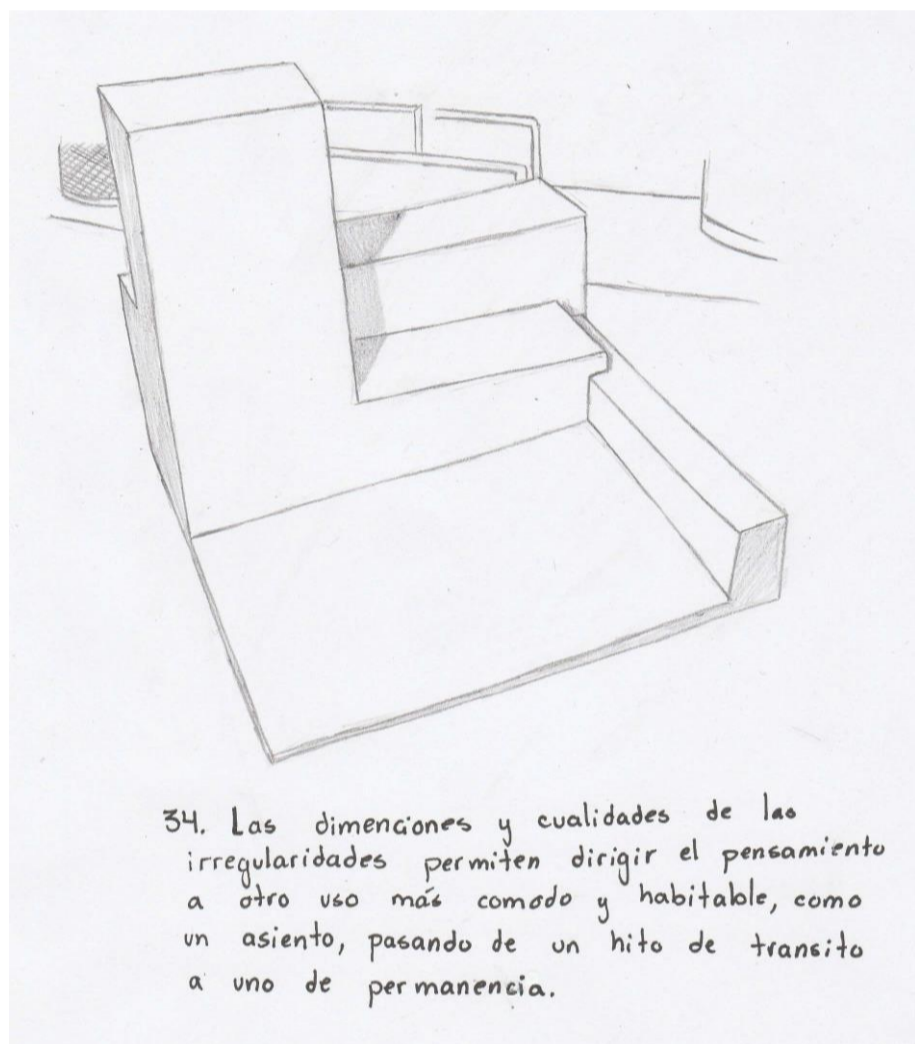 34. Las dimenciones y cualidades de las
irregularidades permiten dirigir el pensamiento
a otro uso más comodo y habitable, como
un asiento, pasando de un hito de transito
a uno de permanencia.